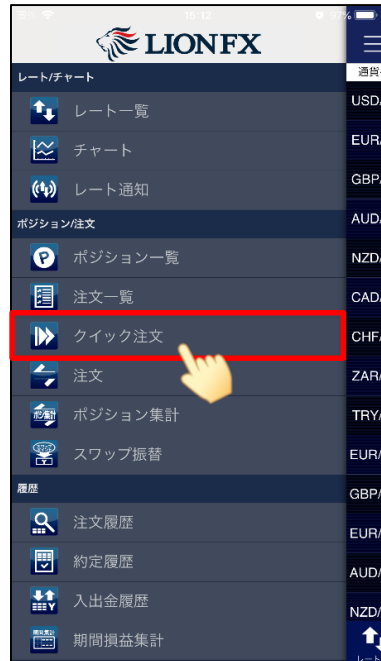 LION FX
レート/チャート
通貨
レート一覧
USD/
チャート
EUR/
レート通知
GBP/
ポジション/注文
AUD/
ポジション一覧
NZD/
注文一覧
CAD/
クイック注文
CHF/
注文
ZAR/
ポジション集計
TRY/
スワップ振替
EUR/
履歴
GBP/
注文履歴
EUR/
約定履歴
AUD/
入出金履歴
NZD/
期間損益集計